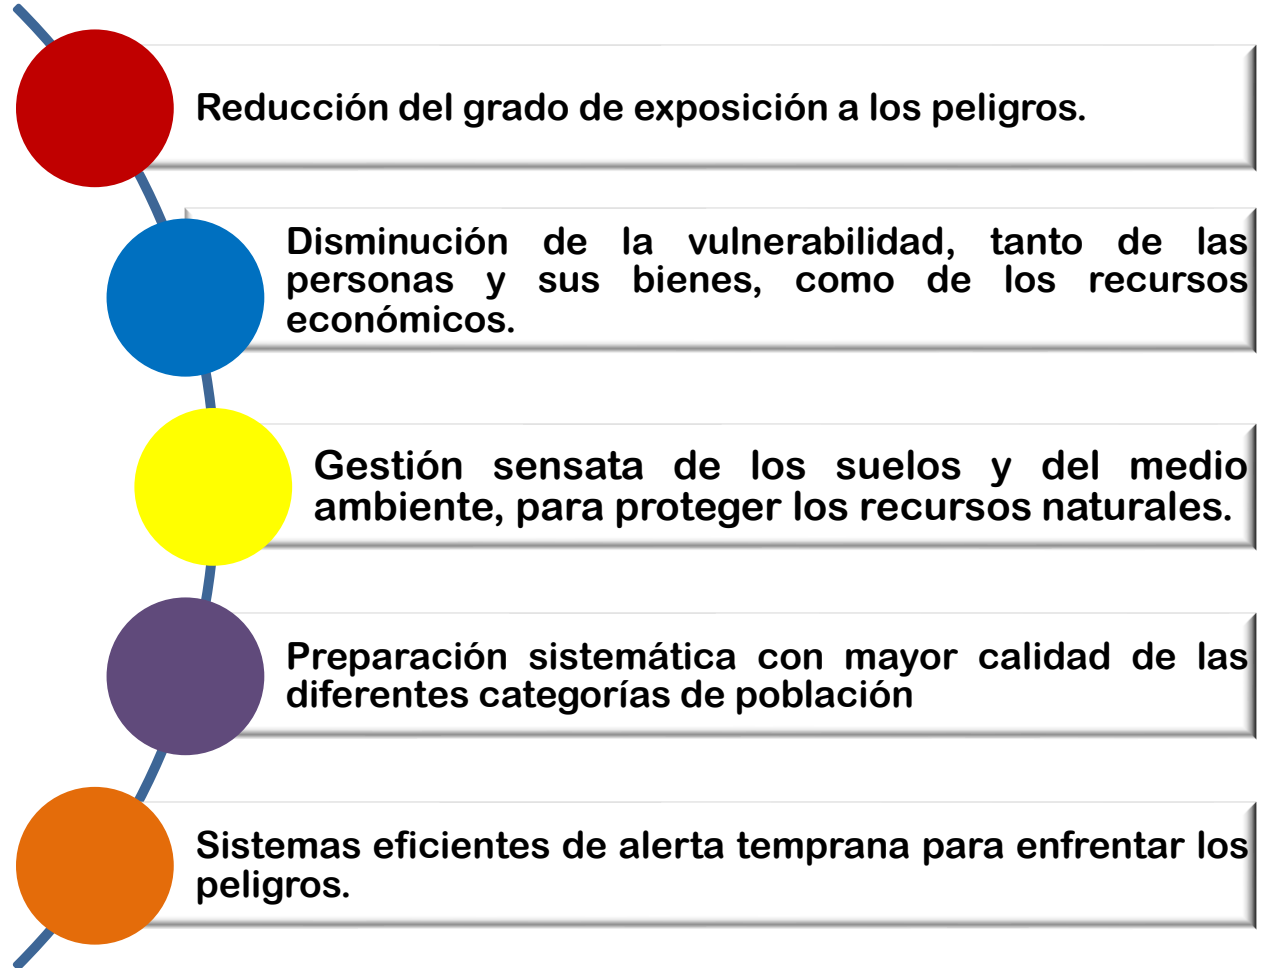 Reducción del grado de exposición a los peligros.
Disminución de la vulnerabilidad, tanto de las
personas y sus bienes, como de los recursos
económicos.
Gestión sensata de los suelos y del medio
ambiente, para proteger los recursos naturales.
Preparación sistemática con mayor calidad de las
diferentes categorías de población
Sistemas eficientes de alerta temprana para enfrentar los
peligros.